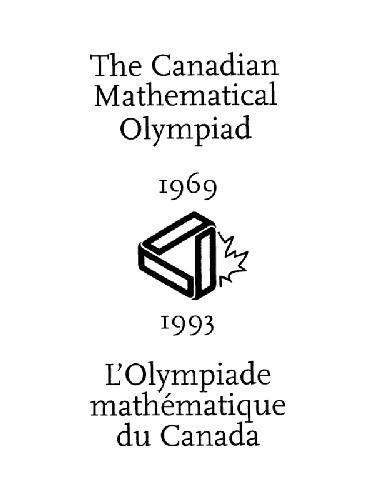 The Canadian
Mathematical
Olympiad
1969
1993
L'Olympiade
mathématique
du Canada